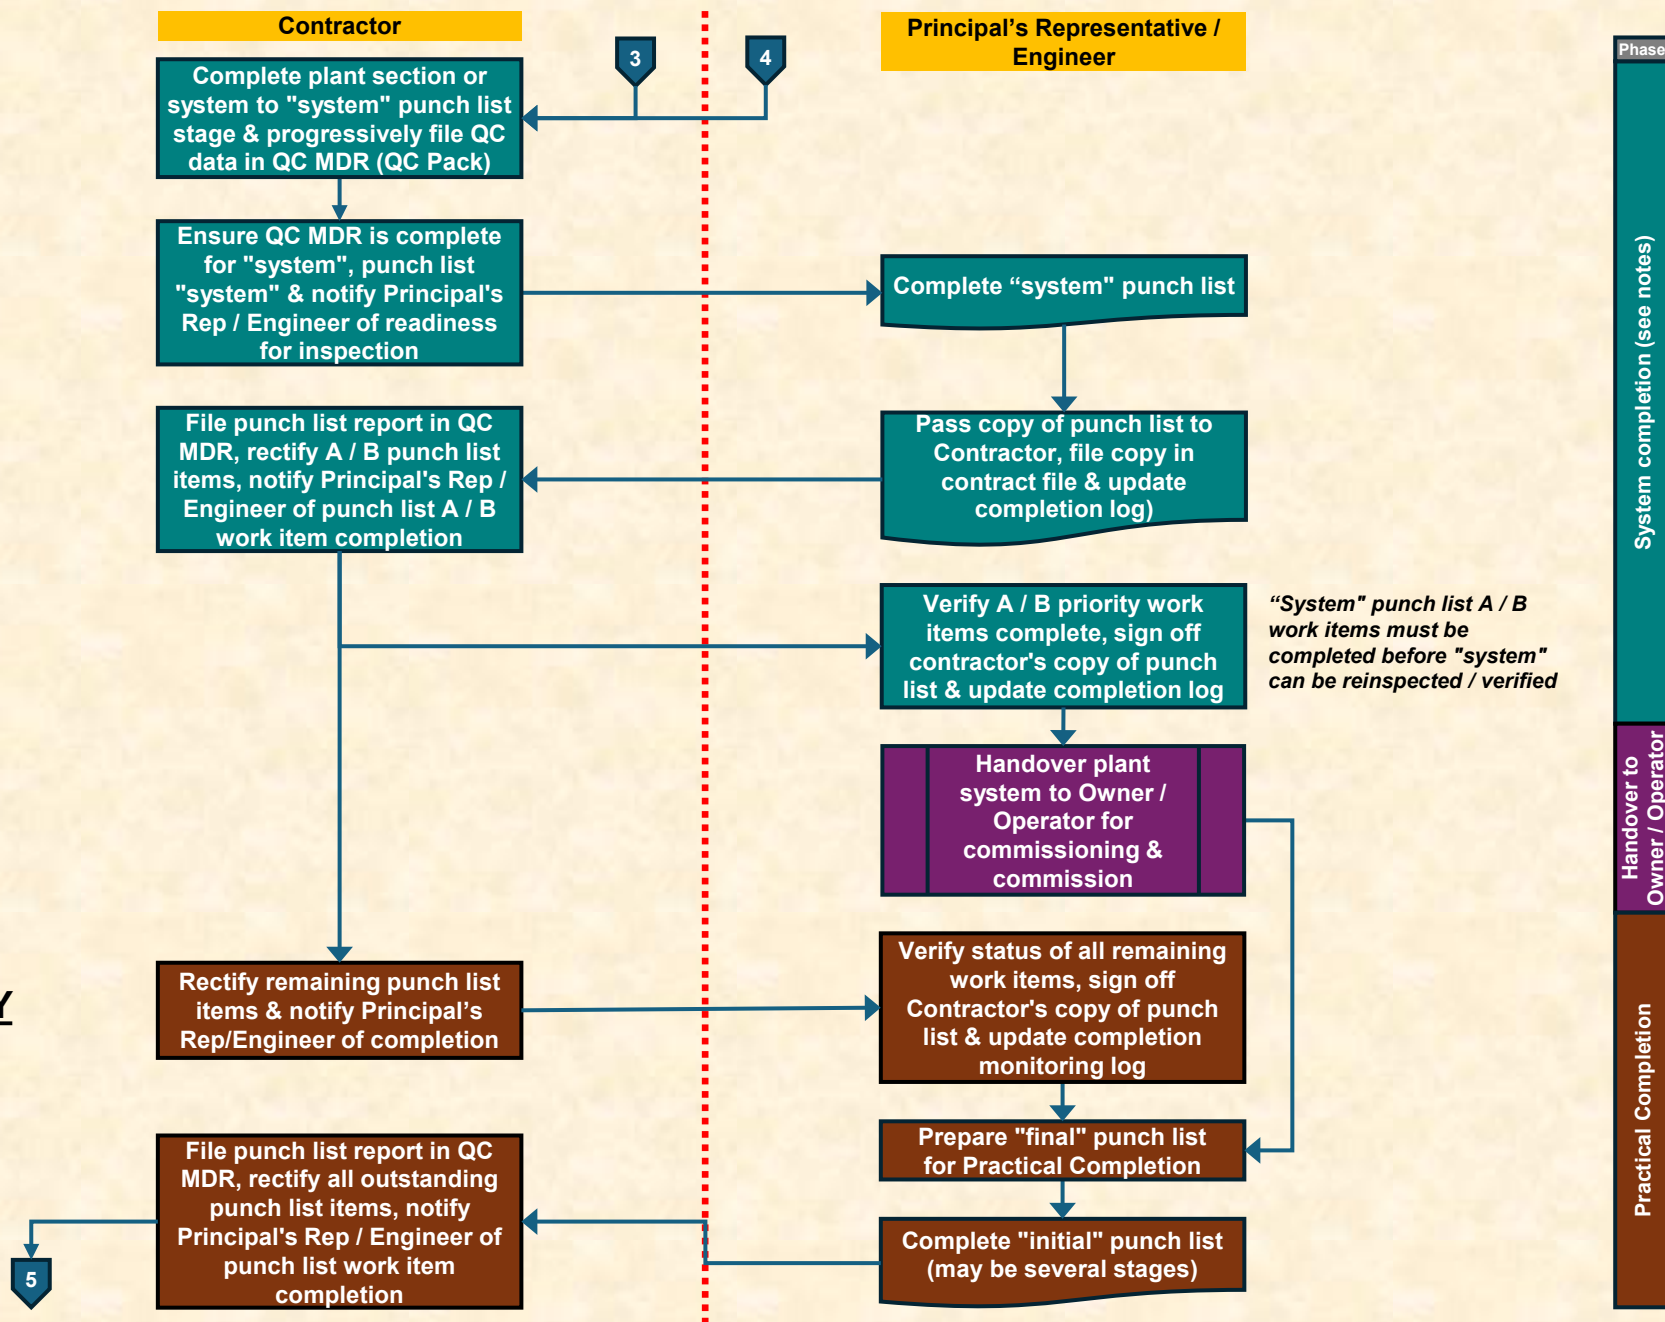 Contractor
Principal’s Representative /
Engineer
Phase
3
4
Complete plant section or
system to "system" punch list
stage & progressively file QC
data in QC MDR (QC Pack)
Ensure QC MDR is complete
for "system", punch list
"system" & notify Principal's
Rep / Engineer of readiness
for inspection
Complete “system" punch list
File punch list report in QC
MDR, rectify A / B punch list
items, notify Principal's Rep /
Engineer of punch list A / B
work item completion
Pass copy of punch list to
Contractor, file copy in
contract file & update
completion log)
System completion (see notes)
Verify A / B priority work
items complete, sign off
contractor's copy of punch
list & update completion log
“System" punch list A / B
work items must be
completed before "system"
can be reinspected / verified
Handover plant
system to Owner /
Operator for
commissioning &
commission
Handover to
Owner / Operator
Y
Rectify remaining punch list
items & notify Principal’s
Rep/Engineer of completion
Verify status of all remaining
work items, sign off
Contractor's copy of punch
list & update completion
monitoring log
Prepare "final" punch list
for Practical Completion
Practical Completion
File punch list report in QC
MDR, rectify all outstanding
punch list items, notify
Principal's Rep / Engineer of
punch list work item
completion
Complete "initial" punch list
(may be several stages)
5